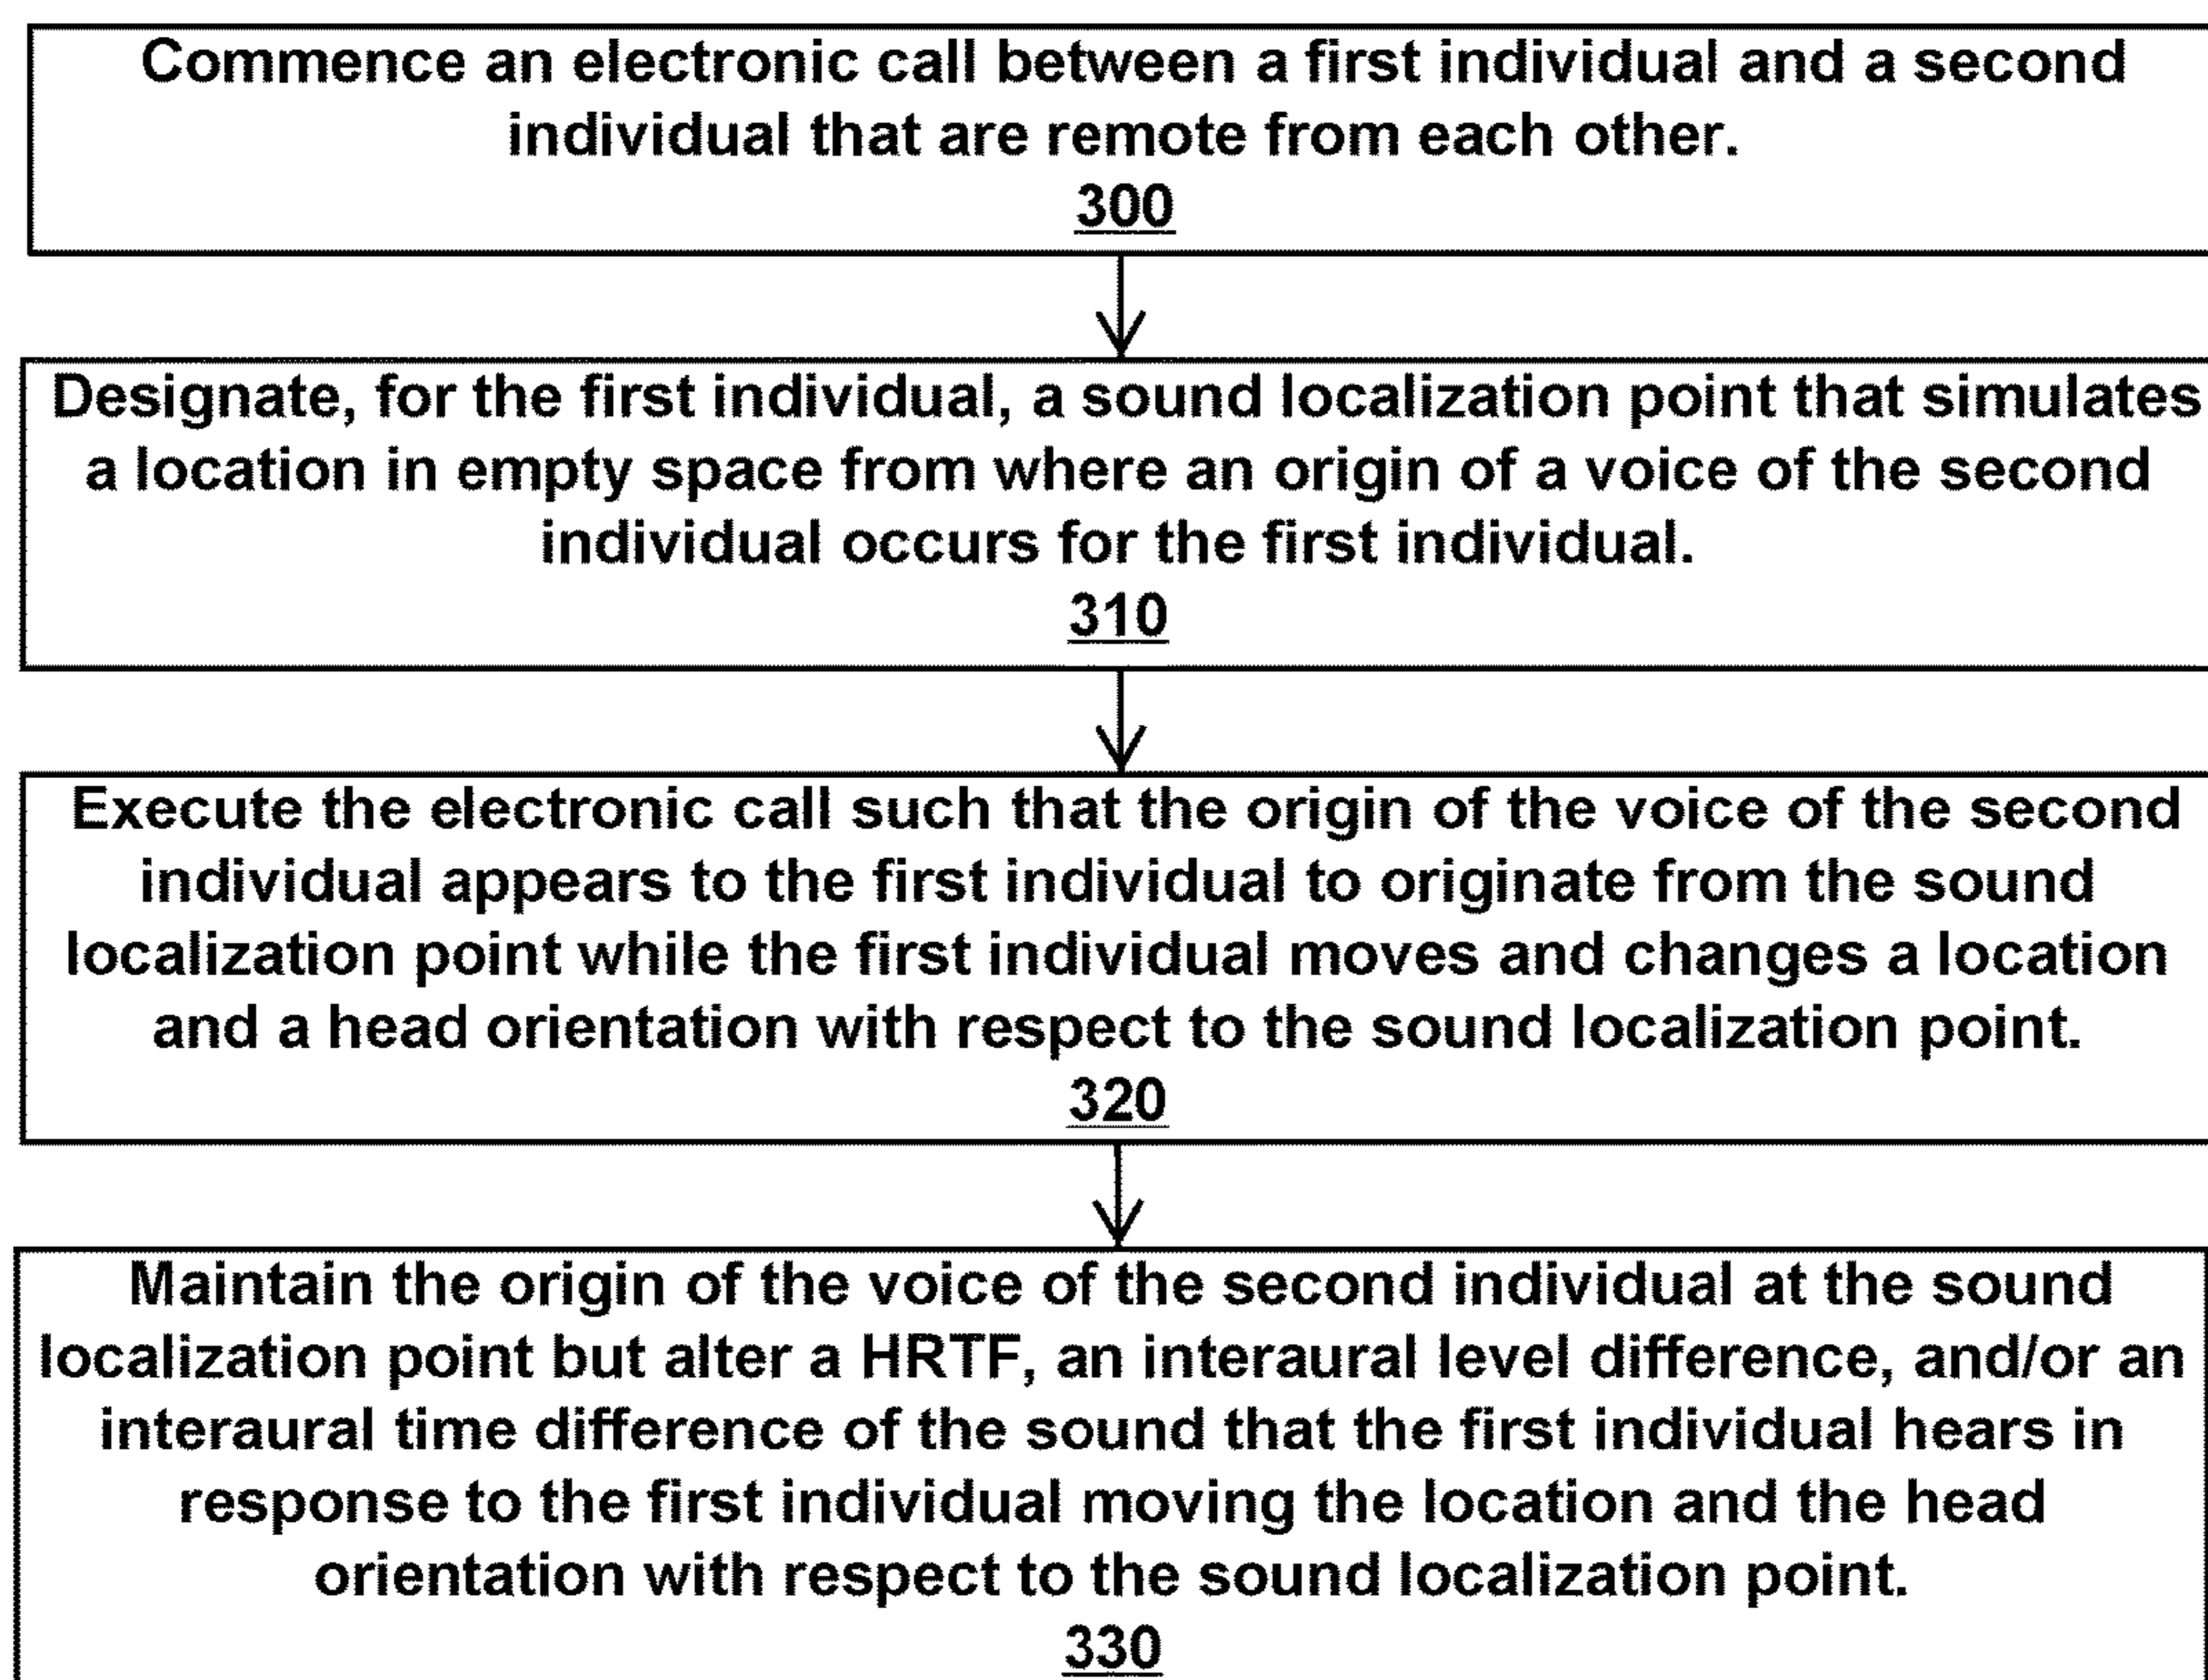 Commence an electronic call between a first individual and a second
individual that are remote from each other.
300
Designate, for the first individual, a sound localization point that simulates
a location in empty space from where an origin of a voice of the second
individual occurs for the first individual.
310
Execute the electronic call such that the origin of the voice of the second
individual appears to the first individual to originate from the sound
localization point while the first individual moves and changes a location
and a head orientation with respect to the sound localization point.
320
Maintain the origin of the voice of the second individual at the sound
localization point but alter a HRTF, an interaural level difference, and/or an
interaural time difference of the sound that the first individual hears in
response to the first individual moving the location and the head
orientation with respect to the sound localization point.
330